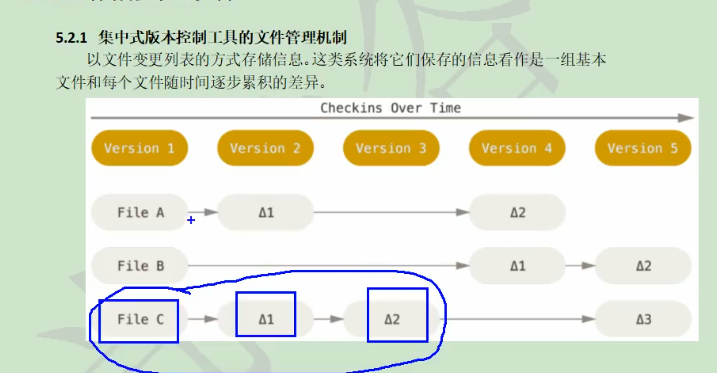 5.2.1 集中式版本控制工具的文件管理机制
以文件变更列表的方式存储信息。这类系统将它们保存的信息看作是一组基本
文件和每个文件随时间逐步累积的差异。
Checkins Over Time
Version 1 Version 2 Version 3 Version 4 Version 5
File A Δ1 Δ2
File B Δ1 Δ2
File C Δ1 Δ2 Δ3